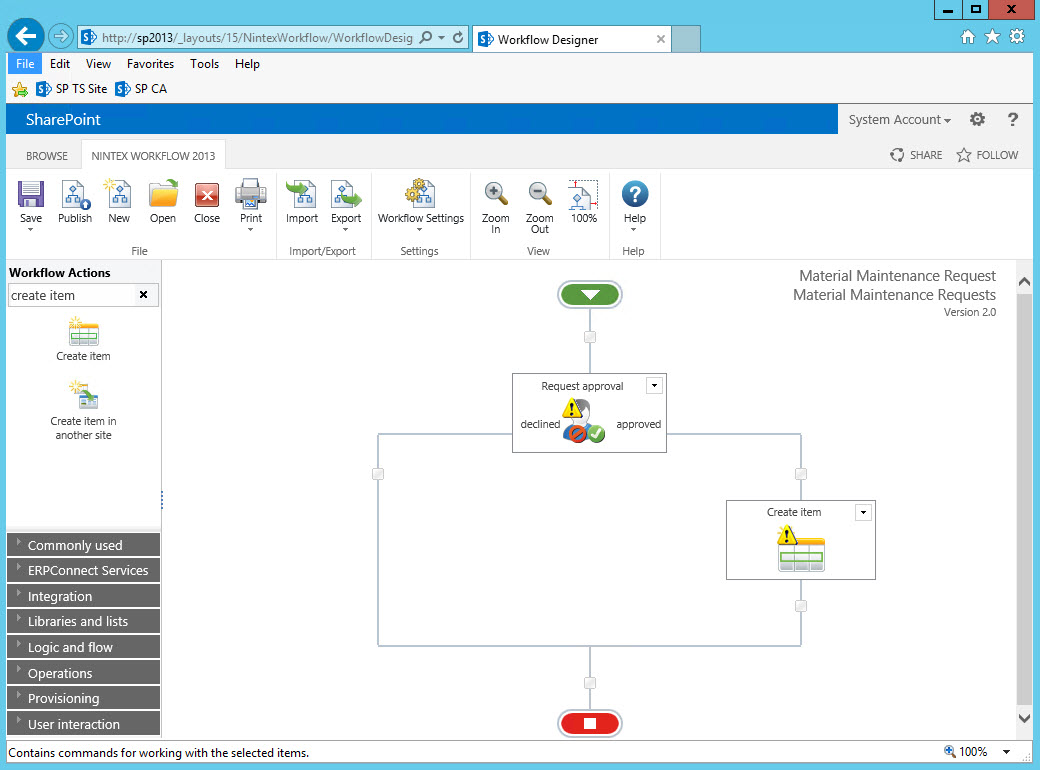 http://sp2013/_layouts/15/NintexWorkflow/WorkflowDesig
Workflow Designer
File Edit View Favorites Tools Help
SP TS Site SP CA
SharePoint
System Account
?
BROWSE NINTEX WORKFLOW 2013
SHARE FOLLOW
Save Publish New Open Close Print Import Export Workflow Settings Zoom In Zoom Out 100% Help
File Import/Export Settings View Help
Workflow Actions
create item
Create item
Create item in
another site
Commonly used
ERPConnect Services
Integration
Libraries and lists
Logic and flow
Operations
Provisioning
User interaction
Material Maintenance Request
Material Maintenance Requests
Version 2.0
Request approval
declined approved
Create item
Contains commands for working with the selected items.
100%